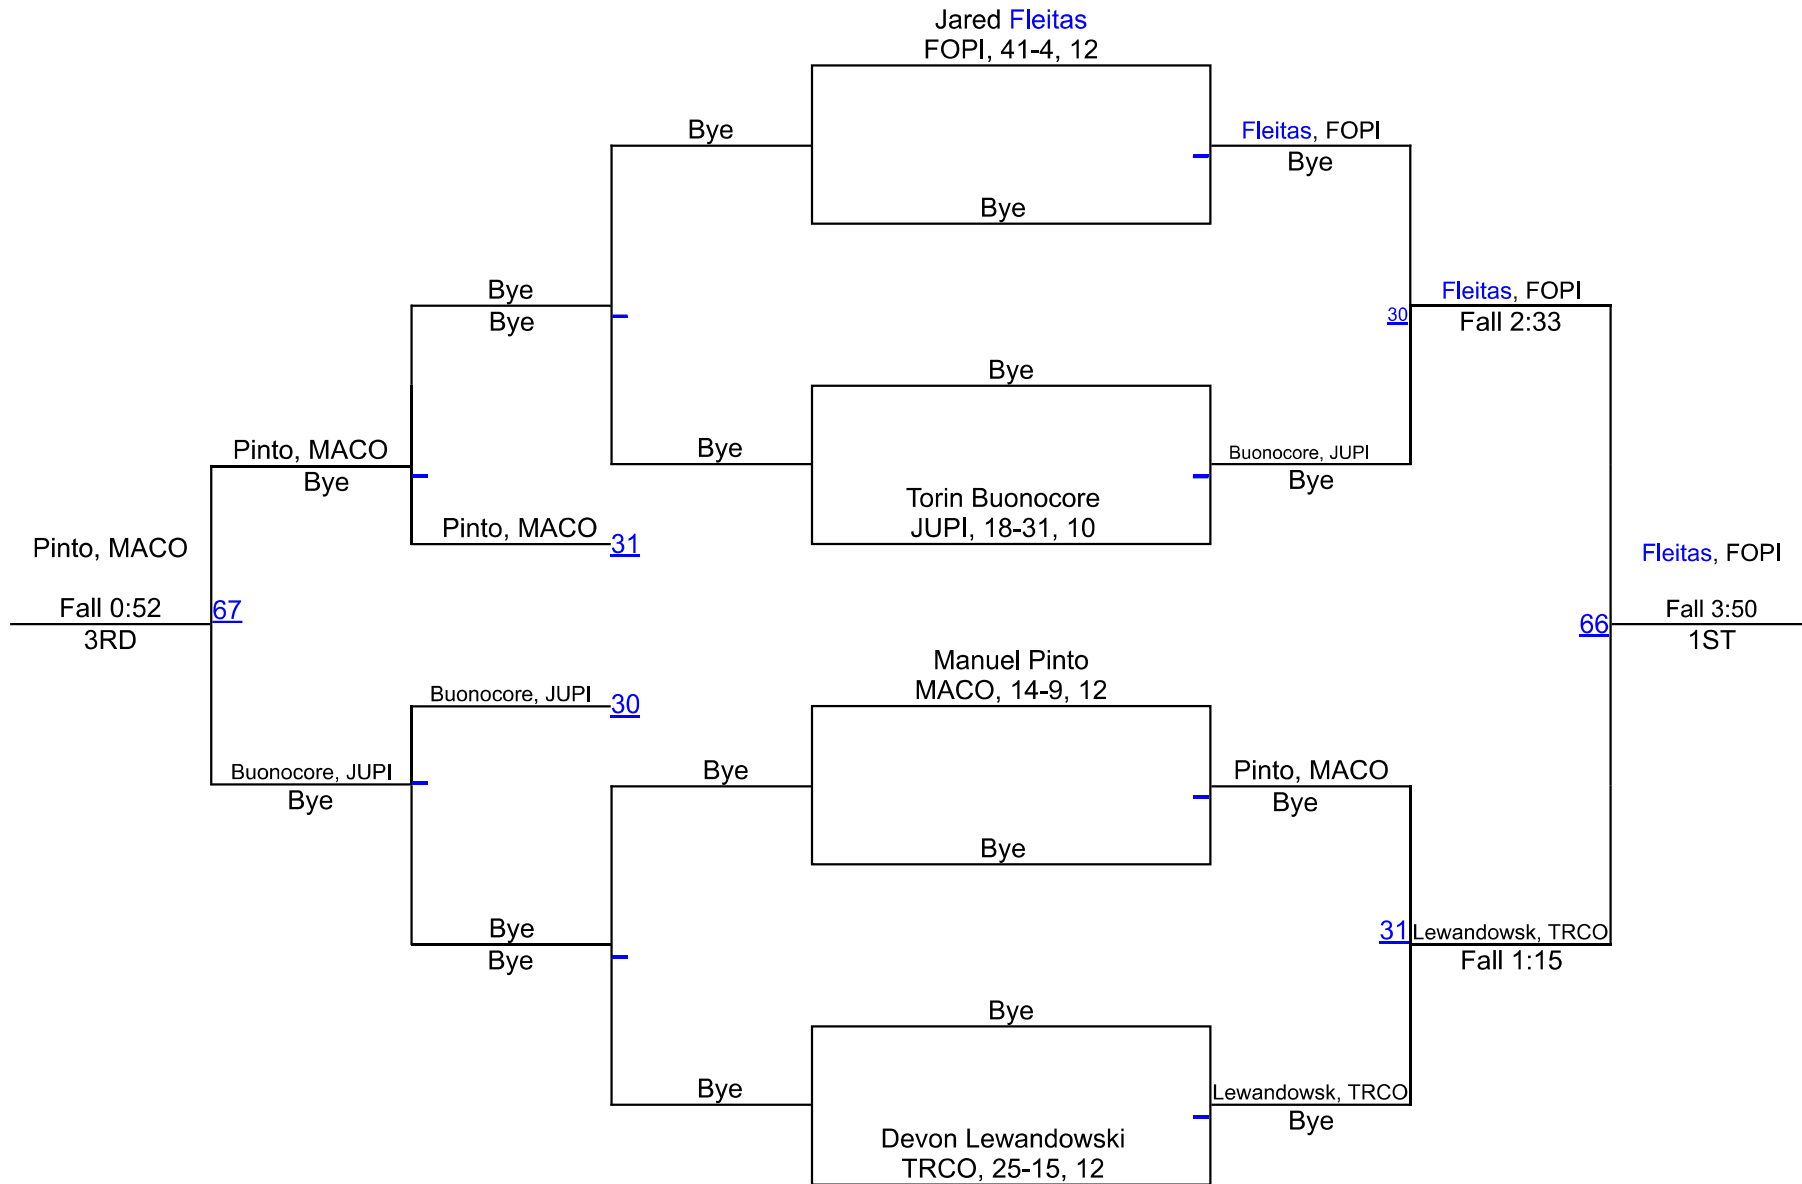 Jared Fleitas
FOPI, 41-4, 12
Bye
Fleitas, FOPI
Bye
Bye
Bye
Bye
Fleitas, FOPI
30
Fall 2:33
Bye
Pinto, MACO
Bye
Bye
Buonocore, JUPI
Bye
Torin Buonocore
JUPI, 18-31, 10
Pinto, MACO
31
Pinto, MACO
Fleitas, FOPI
Fall 0:52
67
3RD
66
Fall 3:50
1ST
Manuel Pinto
MACO, 14-9, 12
Buonocore, JUPI
30
Buonocore, JUPI
Bye
Bye
Pinto, MACO
Bye
Bye
Bye
Bye
31
Lewandowsk, TRCO
Fall 1:15
Bye
Bye
Lewandowsk, TRCO
Bye
Devon Lewandowski
TRCO, 25-15, 12